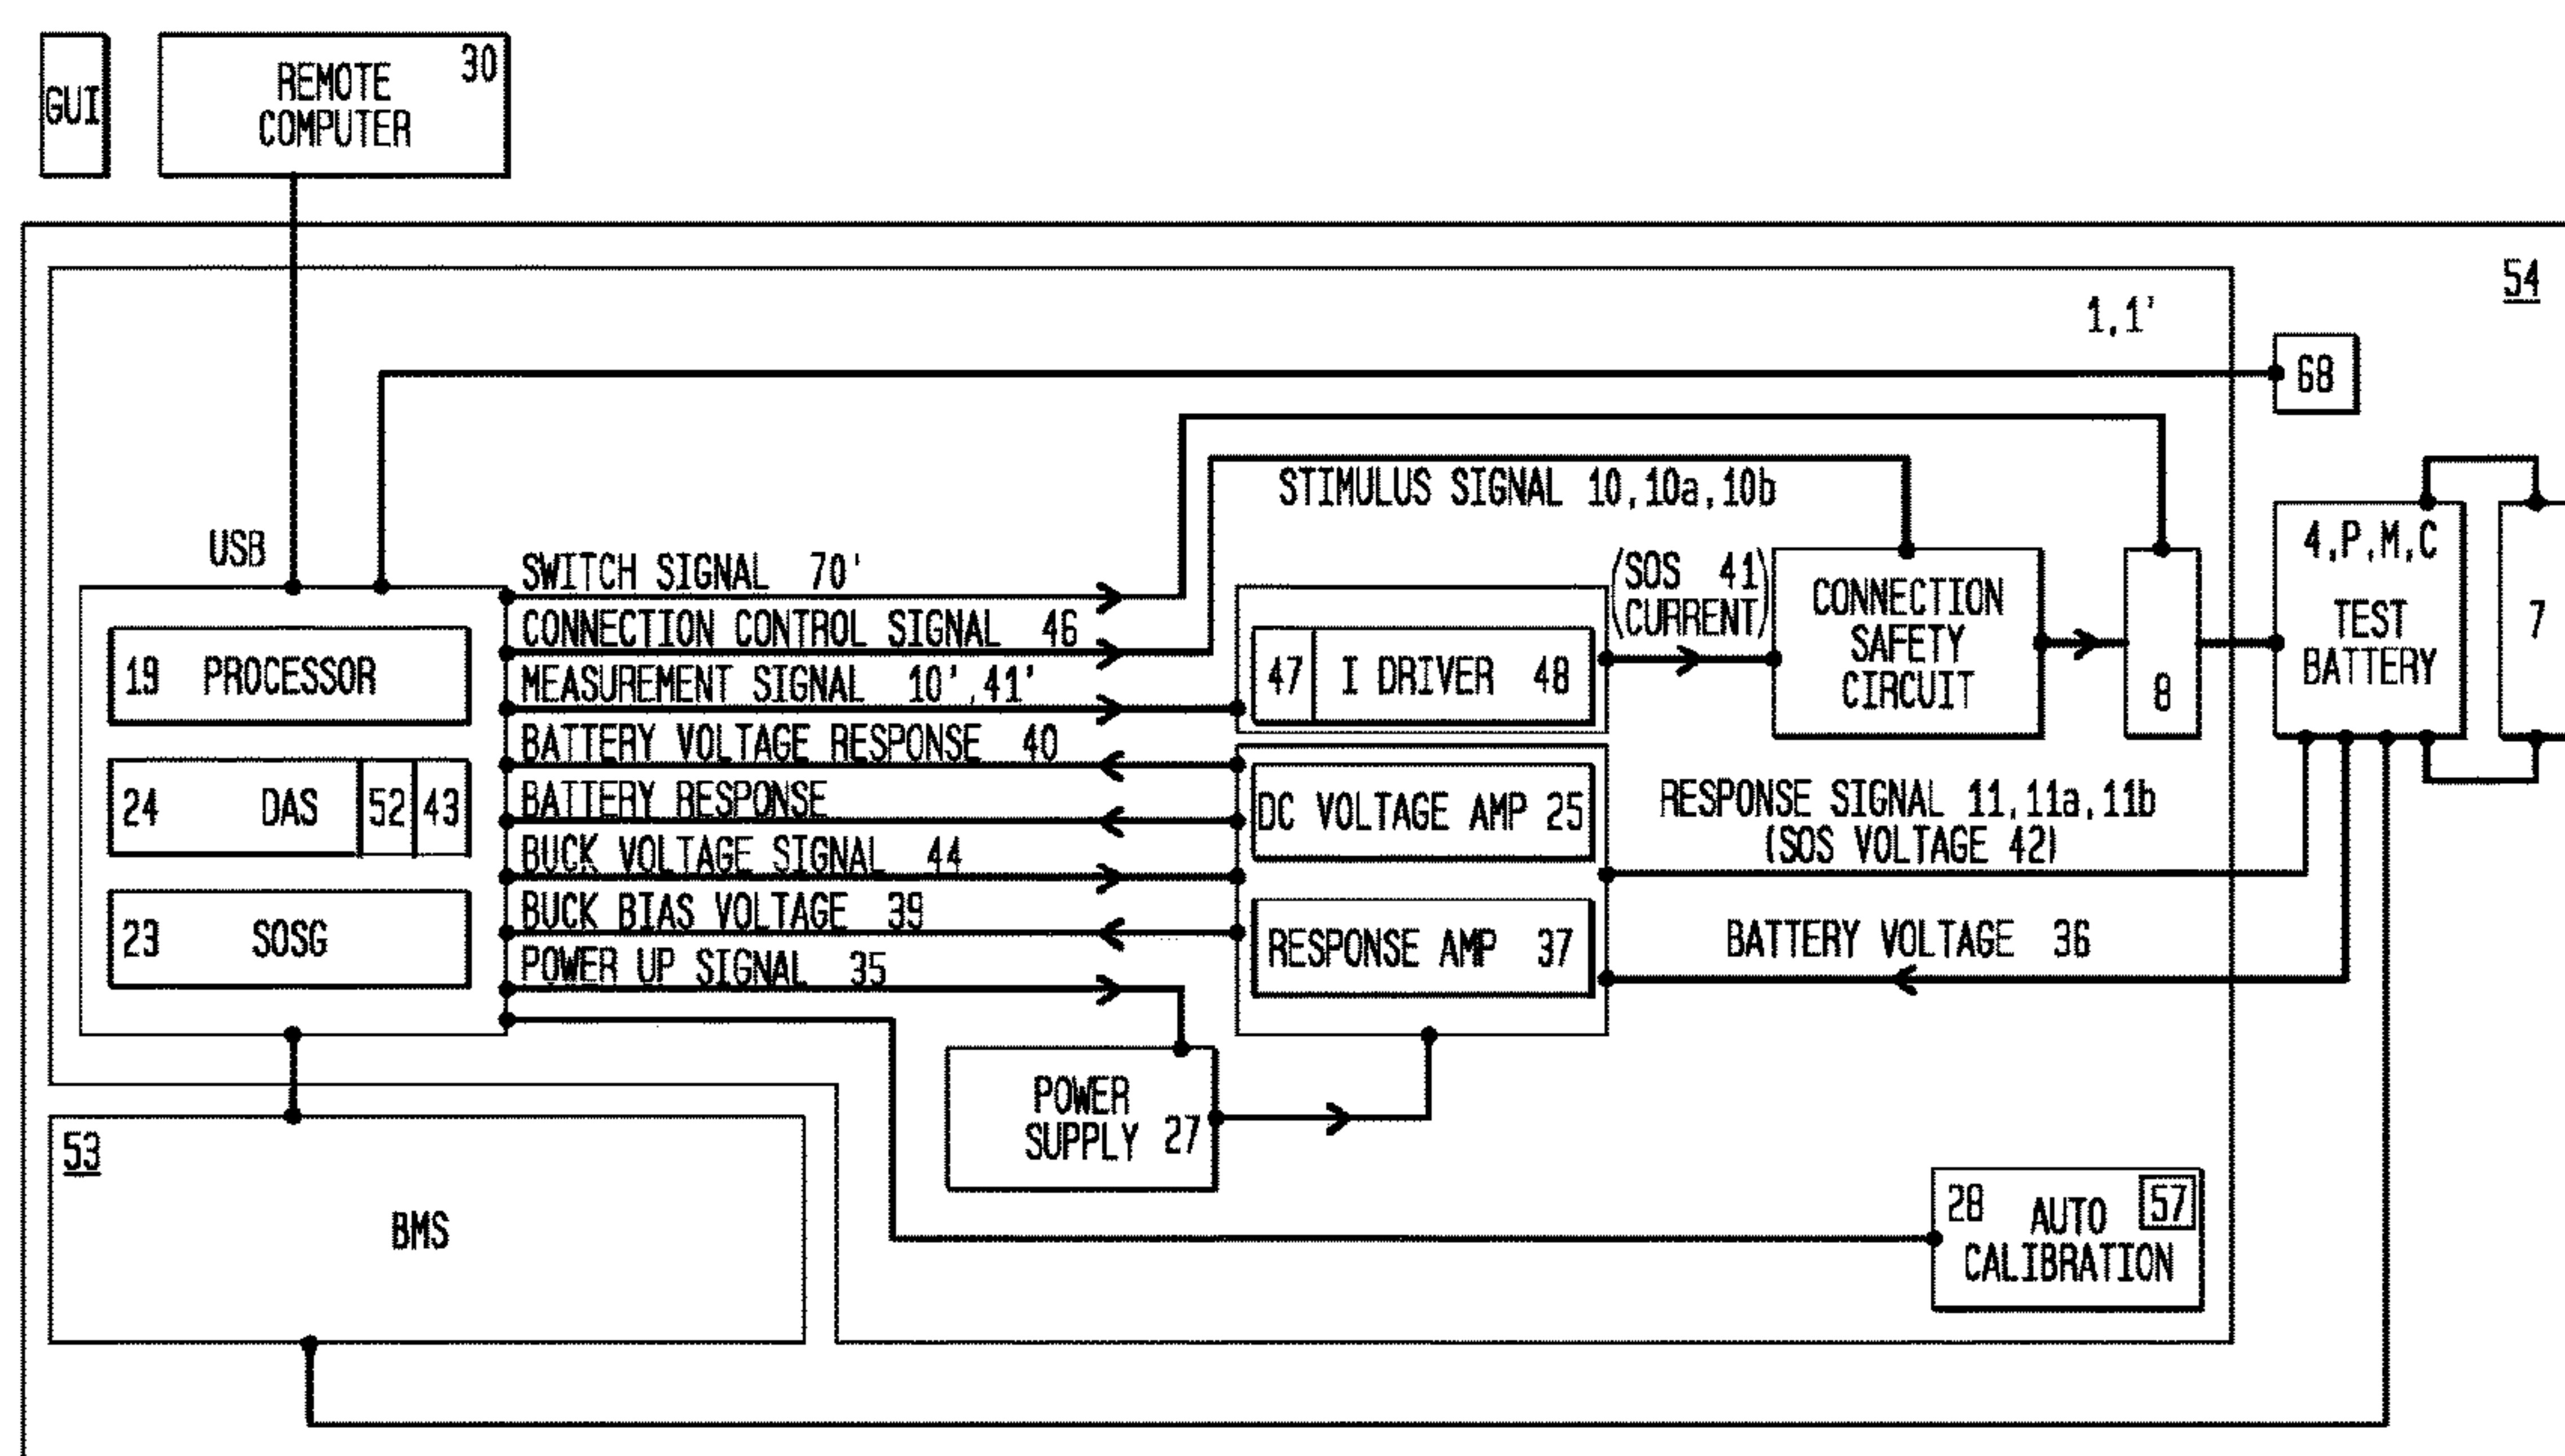 GUI
REMOTE 30
COMPUTER
54
1,1'
68
STIMULUS SIGNAL 10,10a,10b
USB
SWITCH SIGNAL 70'
CONNECTION CONTROL SIGNAL 46
MEASUREMENT SIGNAL 10',41'
BATTERY VOLTAGE RESPONSE 40
BATTERY RESPONSE
BUCK VOLTAGE SIGNAL 44
BUCK BIAS VOLTAGE 39
POWER UP SIGNAL 35
19 PROCESSOR
24 DAS 52 43
23 SOSG
47 I DRIVER 48
DC VOLTAGE AMP 25
RESPONSE AMP 37
(SOS 41)
(CURRENT)
CONNECTION
SAFETY
CIRCUIT
8
4,P,M,C
TEST
BATTERY
7
RESPONSE SIGNAL 11,11a,11b
(SOS VOLTAGE 42)
BATTERY VOLTAGE 36
POWER
SUPPLY 27
53
BMS
28 AUTO 57
CALIBRATION